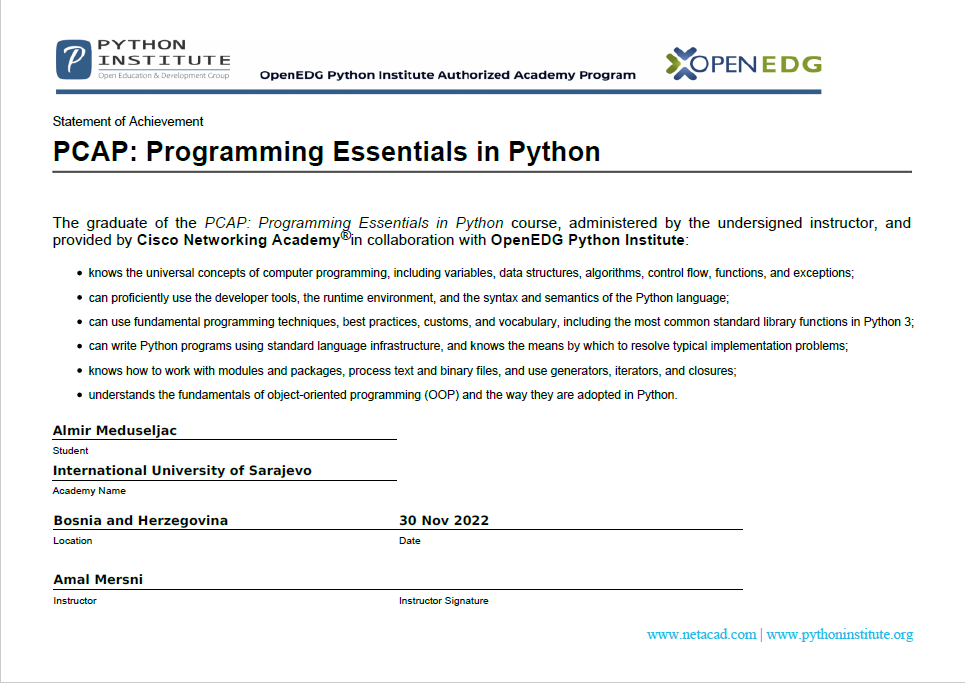 PYTHON
INSTITUTE
Open Education & Development Group
OpenEDG Python Institute Authorized Academy Program
OPENEDG
Statement of Achievement
PCAP: Programming Essentials in Python
The graduate of the PCAP: Programming Essentials in Python course, administered by the undersigned instructor, and
provided by Cisco Networking Academy® in collaboration with OpenEDG Python Institute:
• knows the universal concepts of computer programming, including variables, data structures, algorithms, control flow, functions, and exceptions;
• can proficiently use the developer tools, the runtime environment, and the syntax and semantics of the Python language;
• can use fundamental programming techniques, best practices, customs, and vocabulary, including the most common standard library functions in Python 3;
• can write Python programs using standard language infrastructure, and knows the means by which to resolve typical implementation problems;
• knows how to work with modules and packages, process text and binary files, and use generators, iterators, and closures;
• understands the fundamentals of object-oriented programming (OOP) and the way they are adopted in Python.
Almir Meduseljac
Student
International University of Sarajevo
Academy Name
Bosnia and Herzegovina 30 Nov 2022
Location Date
Amal Mersni
Instructor Instructor Signature
www.netacad.com | www.pythoninstitute.org